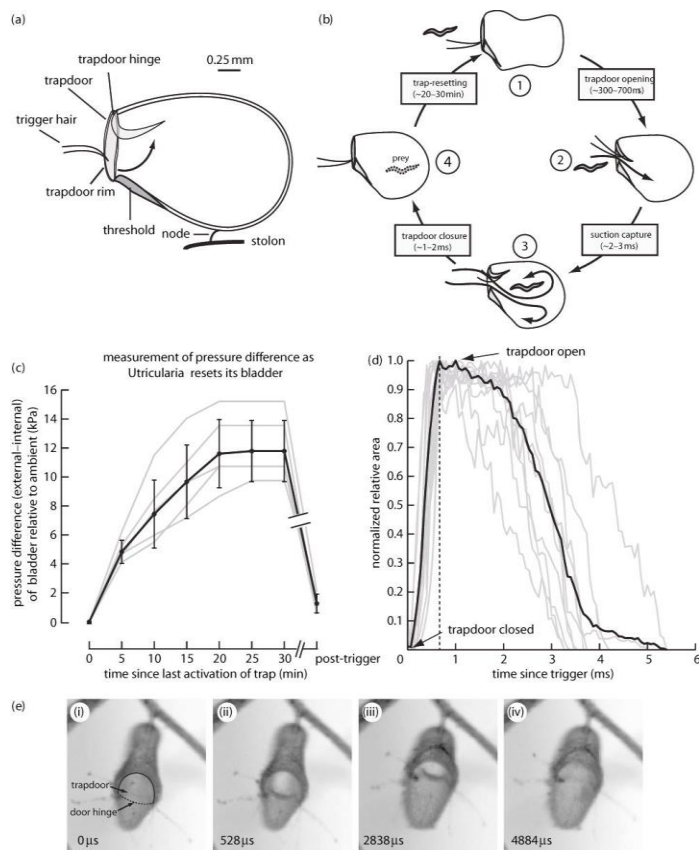 (a)
trapdoor hinge
trapdoor
trigger hair
trapdoor rim
threshold
node
stolon
0.25 mm
(b)
trap-resetting
(~20–30min)
1
trapdoor opening
(~300–700ms)
2
suction capture
(~2–3 ms)
3
trapdoor closure
(~1–2ms)
4
prey
(c)
measurement of pressure difference as
Utricularia resets its bladder
pressure difference (external–internal)
of bladder relative to ambient (kPa)
16
14
12
10
8
6
4
2
0
0 5 10 15 20 25 30 post-trigger
time since last activation of trap (min)
(d)
trapdoor open
normalized relative area
1.0
0.9
0.8
0.7
0.6
0.5
0.4
0.3
0.2
0.1
trapdoor closed
0 1 2 3 4 5 6
time since trigger (ms)
(e)
(i)
trapdoor
door hinge
0 µs
(ii)
528µs
(iii)
2838µs
(iv)
4884µs